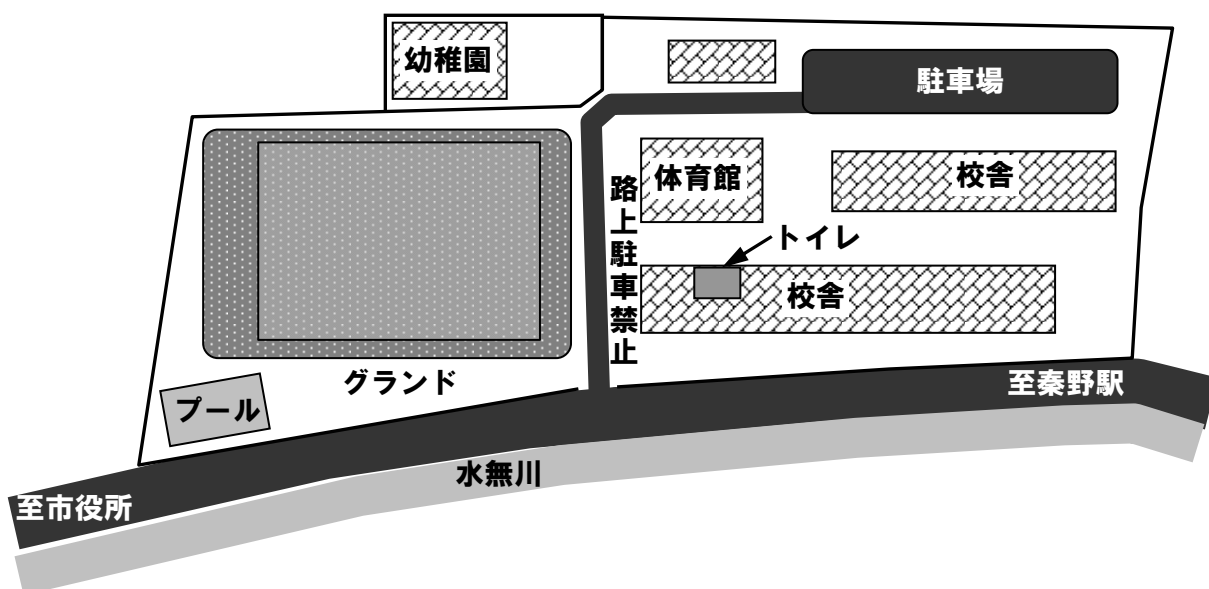 幼稚園
駐車場
体育館
校舎
路上駐車禁止
トイレ
校舎
グランド
プール
至秦野駅
水無川
至市役所